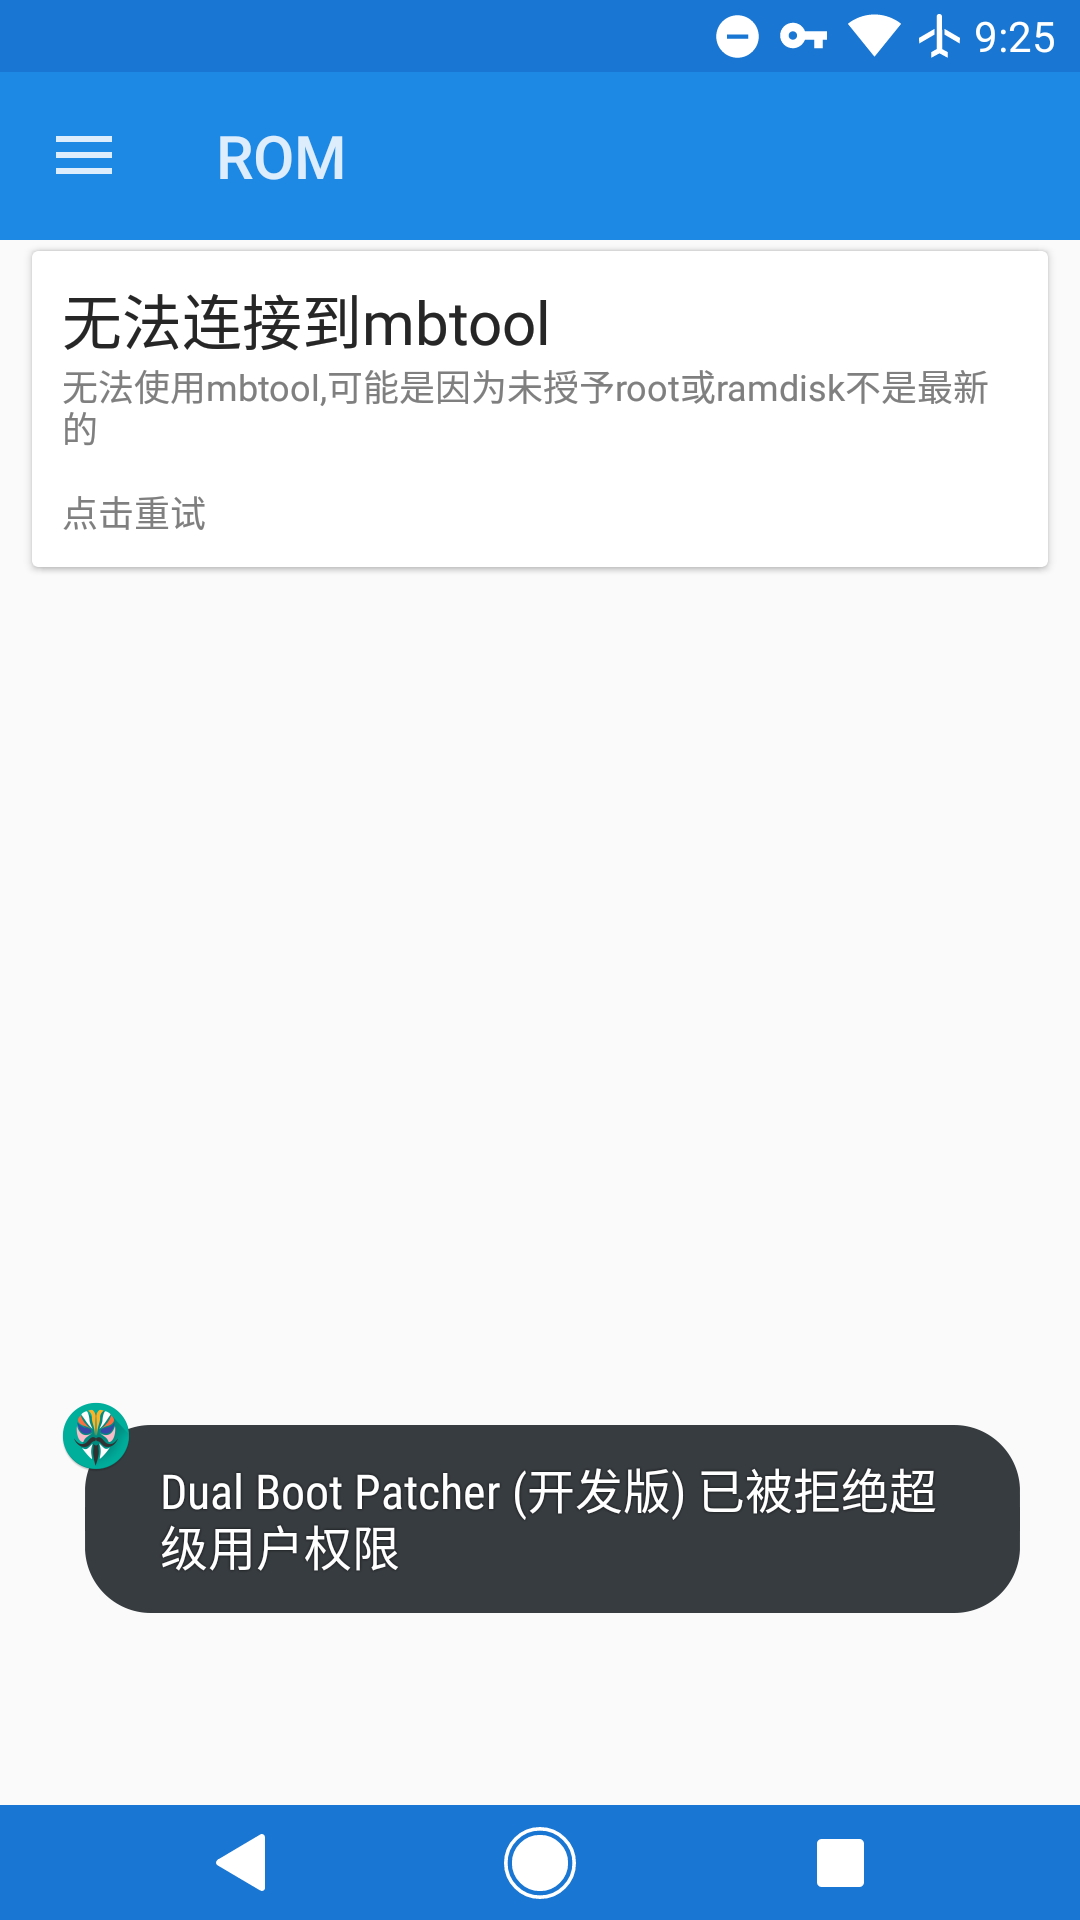 9:25
ROM
无法连接到mbtool
无法使用mbtool,可能是因为未授予root或ramdisk不是最新
的
点击重试
Dual Boot Patcher (开发版) 已被拒绝超
级用户权限